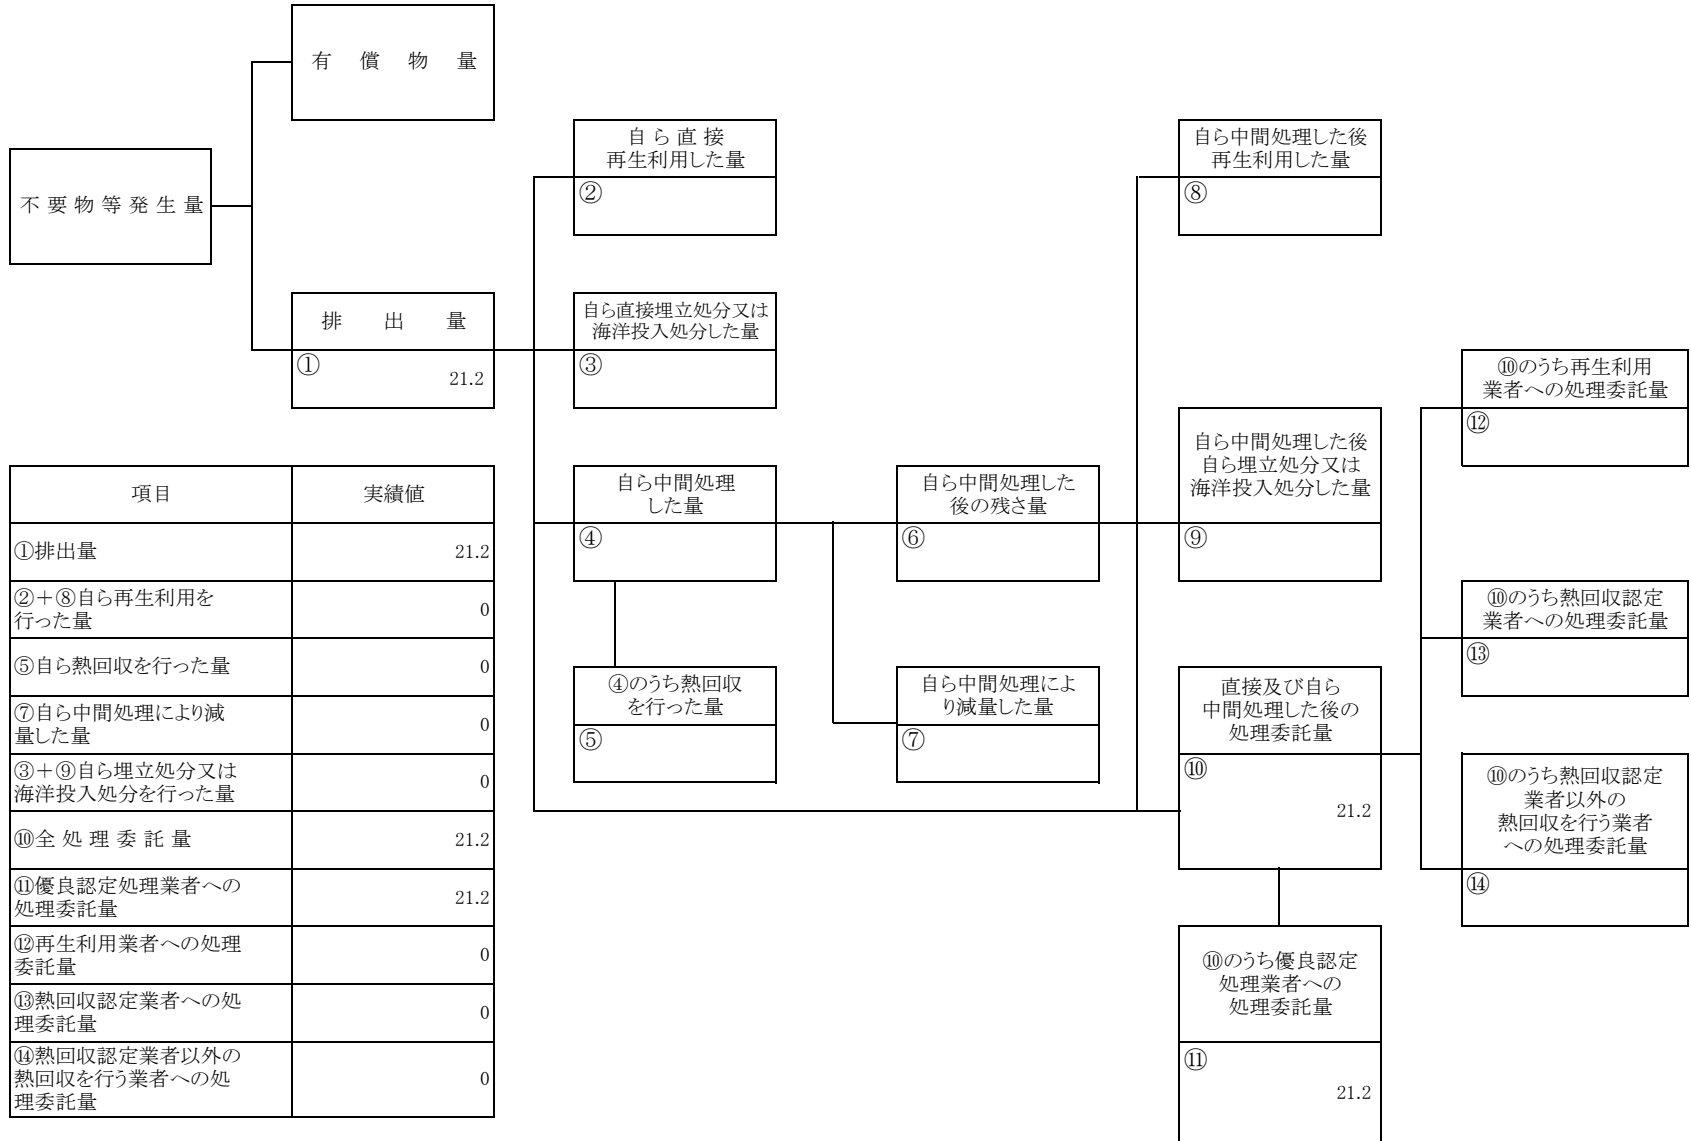 有償物量
不要物等発生量
排出量
①
21.2
自ら直接
再生利用した量
②
自ら直接埋立処分又は
海洋投入処分した量
③
自ら中間処理
した量
④
④のうち熱回収
を行った量
⑤
自ら中間処理した
後の残さ量
⑥
自ら中間処理によ
り減量した量
⑦
自ら中間処理した後
再生利用した量
⑧
自ら中間処理した後
自ら埋立処分又は
海洋投入処分した量
⑨
直接及び自ら
中間処理した後の
処理委託量
⑩
21.2
⑩のうち優良認定
処理業者への
処理委託量
⑪
21.2
⑩のうち再生利用
業者への処理委託量
⑫
⑩のうち熱回収認定
業者への処理委託量
⑬
⑩のうち熱回収認定
業者以外の
熱回収を行う業者
への処理委託量
⑭
項目 実績値
①排出量 21.2
②+⑧自ら再生利用を
行った量 0
⑤自ら熱回収を行った量 0
⑦自ら中間処理により減
量した量 0
③+⑨自ら埋立処分又は
海洋投入処分を行った量 0
⑩全処理委託量 21.2
⑪優良認定処理業者への
処理委託量 21.2
⑫再生利用業者への処理
委託量 0
⑬熱回収認定業者への処
理委託量 0
⑭熱回収認定業者以外の
熱回収を行う業者への処
理委託量 0